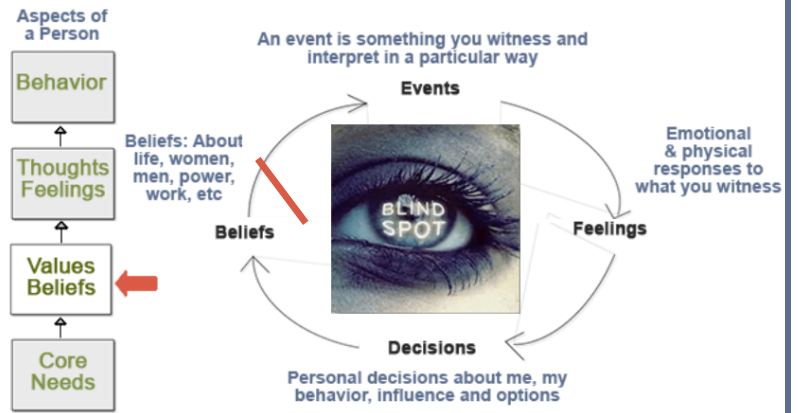 Aspects of
a Person
Behavior
Thoughts
Feelings
Values
Beliefs
Core
Needs
An event is something you witness and
interpret in a particular way
Events
Beliefs: About
life, women,
men, power,
work, etc
Beliefs
BLIND
SPOT
Emotional
& physical
responses to
what you witness
Feelings
Decisions
Personal decisions about me, my
behavior, influence and options